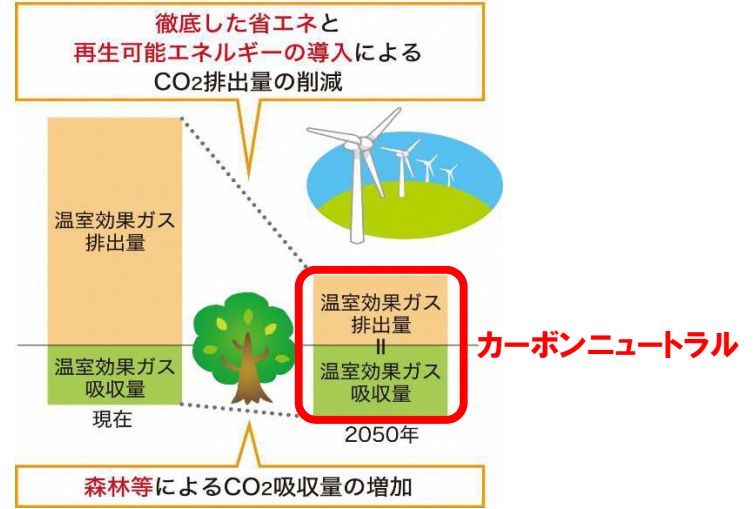 徹底した省エネと
再生可能エネルギーの導入による
CO2排出量の削減
温室効果ガス
排出量
温室効果ガス
吸収量
現在
温室効果ガス
排出量
=
温室効果ガス
吸収量
2050年
カーボンニュートラル
森林等によるCO2吸収量の増加